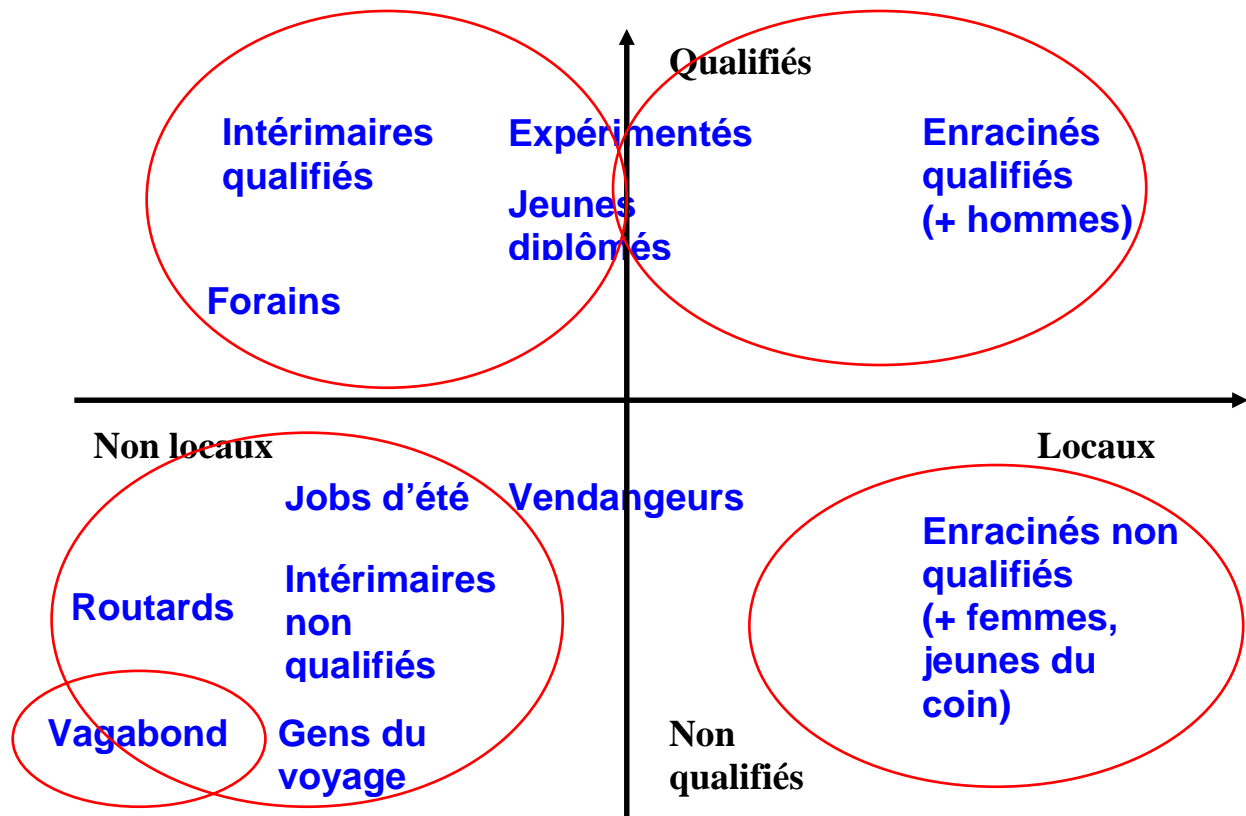 Qualifiés
Intérimaires
qualifiés
Expérimentés
Jeunes
diplômés
Enracinés
qualifiés
(+ hommes)
Forains
Non locaux
Locaux
Jobs d'été
Vendangeurs
Routards
Intérimaires
non
qualifiés
Enracinés non
qualifiés
(+ femmes,
jeunes du
coin)
Vagabond
Gens du
voyage
Non
qualifiés